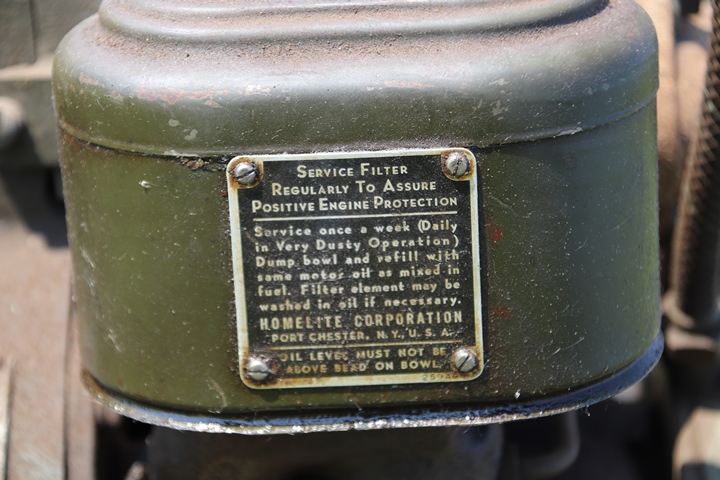 SERVICE FILTER
REGULARLY TO ASSURE
POSITIVE ENGINE PROTECTION
Service once a week (Daily
in Very Dusty Operation)
Dump bowl and refill with
same motor oil as mixed in
fuel. Filter element may be
washed in oil if necessary.
HOMELITE CORPORATION
PORT CHESTER, N.Y., U.S.A.
OIL LEVEL MUST NOT BE
ABOVE BEAD ON BOWL